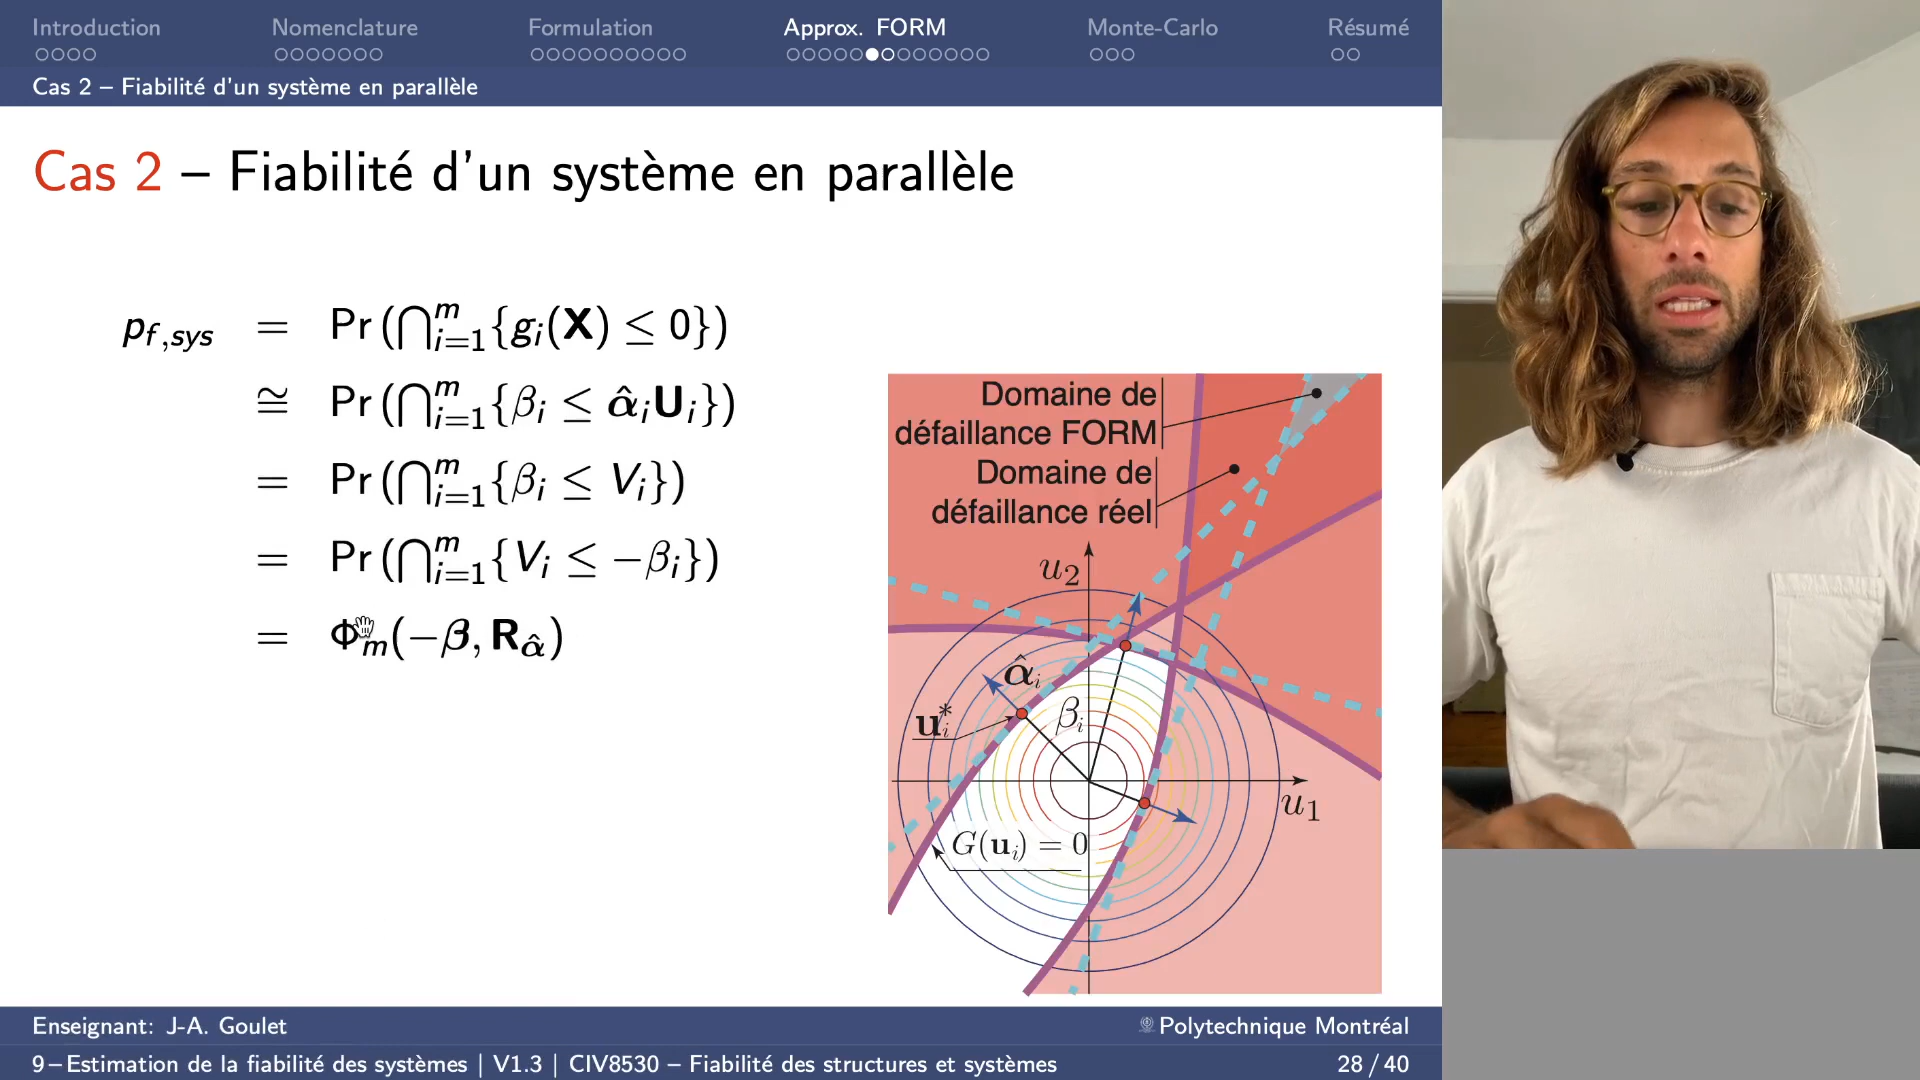 Introduction Nomenclature Formulation Approx. FORM Monte-Carlo Résumé
Cas 2 – Fiabilité d'un système en parallèle
Cas 2 – Fiabilité d'un système en parallèle
p_{f,sys} = Pr(⋂_{i=1}^{m}{g_i(X) ≤ 0})
≅ Pr(⋂_{i=1}^{m}{β_i ≤ α̂_i U_i})
= Pr(⋂_{i=1}^{m}{β_i ≤ V_i})
= Pr(⋂_{i=1}^{m}{V_i ≤ −β_i})
= Φ_m(−β, R_α̂)
Domaine de
défaillance FORM
Domaine de
défaillance réel
u_2
α̂_i
β_i
u_i^*
u_1
G(u_i) = 0
Enseignant: J-A. Goulet Polytechnique Montréal
9 – Estimation de la fiabilité des systèmes | V1.3 | CIV8530 – Fiabilité des structures et systèmes 28 / 40